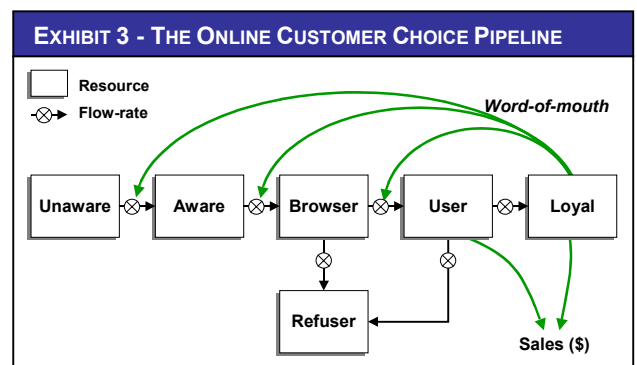 EXHIBIT 3 - THE ONLINE CUSTOMER CHOICE PIPELINE
Resource
Flow-rate
Word-of-mouth
Unaware
Aware
Browser
User
Loyal
Refuser
Sales ($)